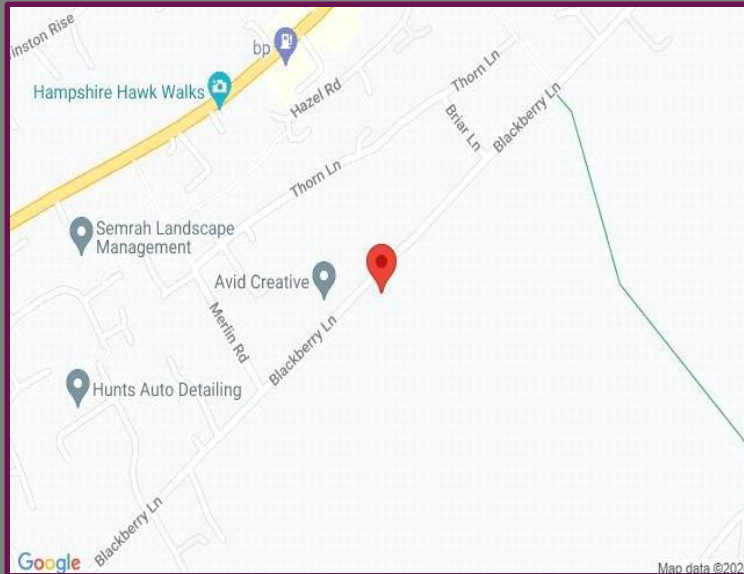 inston Rise
bp
Hampshire Hawk Walks
Hazel Rd
Thorn Ln
Briar Ln
Blackberry Ln
Thorn Ln
Semrah Landscape
Management
Avid Creative
Merlin Rd
Blackberry Ln
Hunts Auto Detailing
Blackberry Ln
Google
Map data ©202